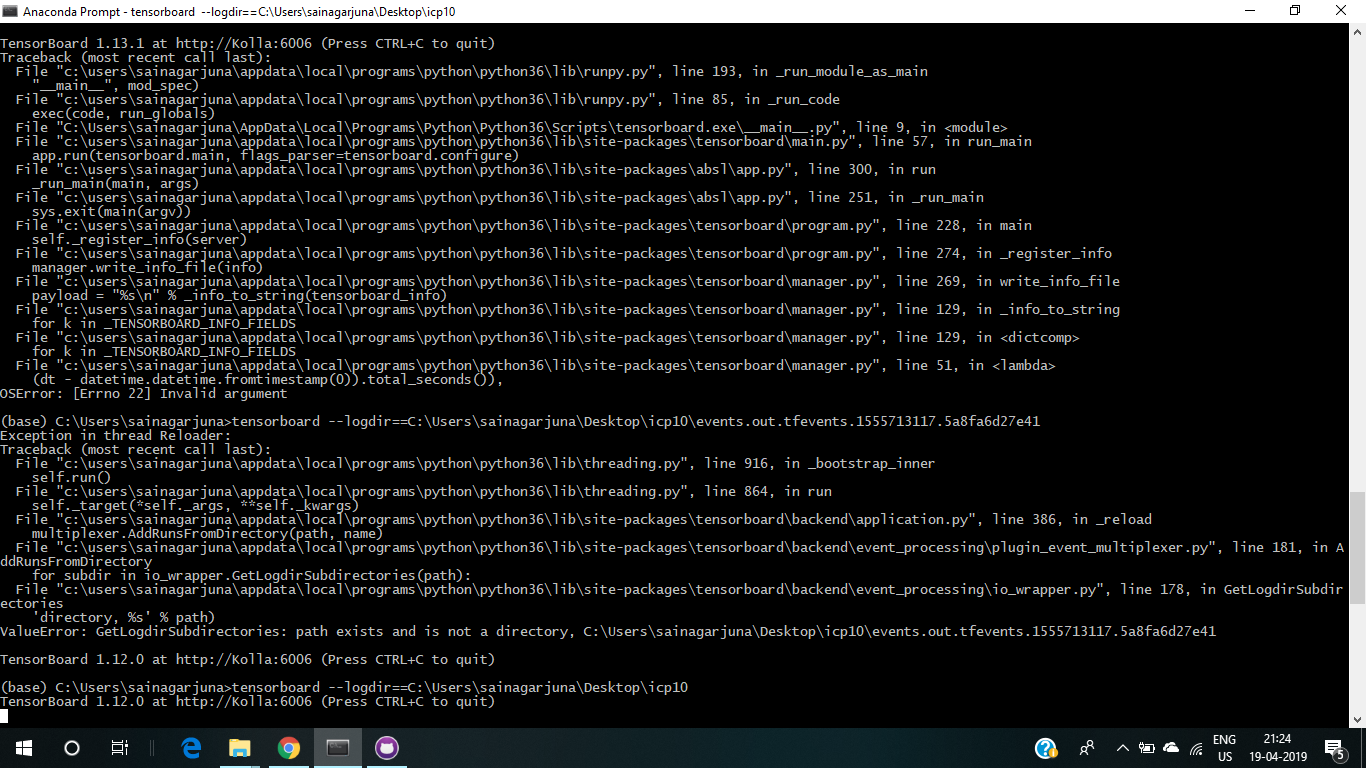 Anaconda Prompt - tensorboard  --logdir==C:\Users\sainagarjuna\Desktop\icp10
TensorBoard 1.13.1 at http://Kolla:6006 (Press CTRL+C to quit)
Traceback (most recent call last):
  File "c:\users\sainagarjuna\appdata\local\programs\python\python36\lib\runpy.py", line 193, in _run_module_as_main
    "__main__", mod_spec)
  File "c:\users\sainagarjuna\appdata\local\programs\python\python36\lib\runpy.py", line 85, in _run_code
    exec(code, run_globals)
  File "C:\Users\sainagarjuna\AppData\Local\Programs\Python\Python36\Scripts\tensorboard.exe\__main__.py", line 9, in <module>
  File "c:\users\sainagarjuna\appdata\local\programs\python\python36\lib\site-packages\tensorboard\main.py", line 57, in run_main
    app.run(tensorboard.main, flags_parser=tensorboard.configure)
  File "c:\users\sainagarjuna\appdata\local\programs\python\python36\lib\site-packages\absl\app.py", line 300, in run
    _run_main(main, args)
  File "c:\users\sainagarjuna\appdata\local\programs\python\python36\lib\site-packages\absl\app.py", line 251, in _run_main
    sys.exit(main(argv))
  File "c:\users\sainagarjuna\appdata\local\programs\python\python36\lib\site-packages\tensorboard\program.py", line 228, in main
    self._register_info(server)
  File "c:\users\sainagarjuna\appdata\local\programs\python\python36\lib\site-packages\tensorboard\program.py", line 274, in _register_info
    manager.write_info_file(info)
  File "c:\users\sainagarjuna\appdata\local\programs\python\python36\lib\site-packages\tensorboard\manager.py", line 269, in write_info_file
    payload = "%s\n" % _info_to_string(tensorboard_info)
  File "c:\users\sainagarjuna\appdata\local\programs\python\python36\lib\site-packages\tensorboard\manager.py", line 129, in _info_to_string
    for k in _TENSORBOARD_INFO_FIELDS
  File "c:\users\sainagarjuna\appdata\local\programs\python\python36\lib\site-packages\tensorboard\manager.py", line 129, in <dictcomp>
    for k in _TENSORBOARD_INFO_FIELDS
  File "c:\users\sainagarjuna\appdata\local\programs\python\python36\lib\site-packages\tensorboard\manager.py", line 51, in <lambda>
    (dt - datetime.datetime.fromtimestamp(0)).total_seconds()),
OSError: [Errno 22] Invalid argument
(base) C:\Users\sainagarjuna>tensorboard --logdir==C:\Users\sainagarjuna\Desktop\icp10\events.out.tfevents.1555713117.5a8fa6d27e41
Exception in thread Reloader:
Traceback (most recent call last):
  File "c:\users\sainagarjuna\appdata\local\programs\python\python36\lib\threading.py", line 916, in _bootstrap_inner
    self.run()
  File "c:\users\sainagarjuna\appdata\local\programs\python\python36\lib\threading.py", line 864, in run
    self._target(*self._args, **self._kwargs)
  File "c:\users\sainagarjuna\appdata\local\programs\python\python36\lib\site-packages\tensorboard\backend\application.py", line 386, in _reload
    multiplexer.AddRunsFromDirectory(path, name)
  File "c:\users\sainagarjuna\appdata\local\programs\python\python36\lib\site-packages\tensorboard\backend\event_processing\plugin_event_multiplexer.py", line 181, in A
ddRunsFromDirectory
    for subdir in io_wrapper.GetLogdirSubdirectories(path):
  File "c:\users\sainagarjuna\appdata\local\programs\python\python36\lib\site-packages\tensorboard\backend\event_processing\io_wrapper.py", line 178, in GetLogdirSubdir
ectories
    'directory, %s' % path)
ValueError: GetLogdirSubdirectories: path exists and is not a directory, C:\Users\sainagarjuna\Desktop\icp10\events.out.tfevents.1555713117.5a8fa6d27e41
TensorBoard 1.12.0 at http://Kolla:6006 (Press CTRL+C to quit)
(base) C:\Users\sainagarjuna>tensorboard --logdir==C:\Users\sainagarjuna\Desktop\icp10
TensorBoard 1.12.0 at http://Kolla:6006 (Press CTRL+C to quit)
ENG
US
21:24
19-04-2019
5